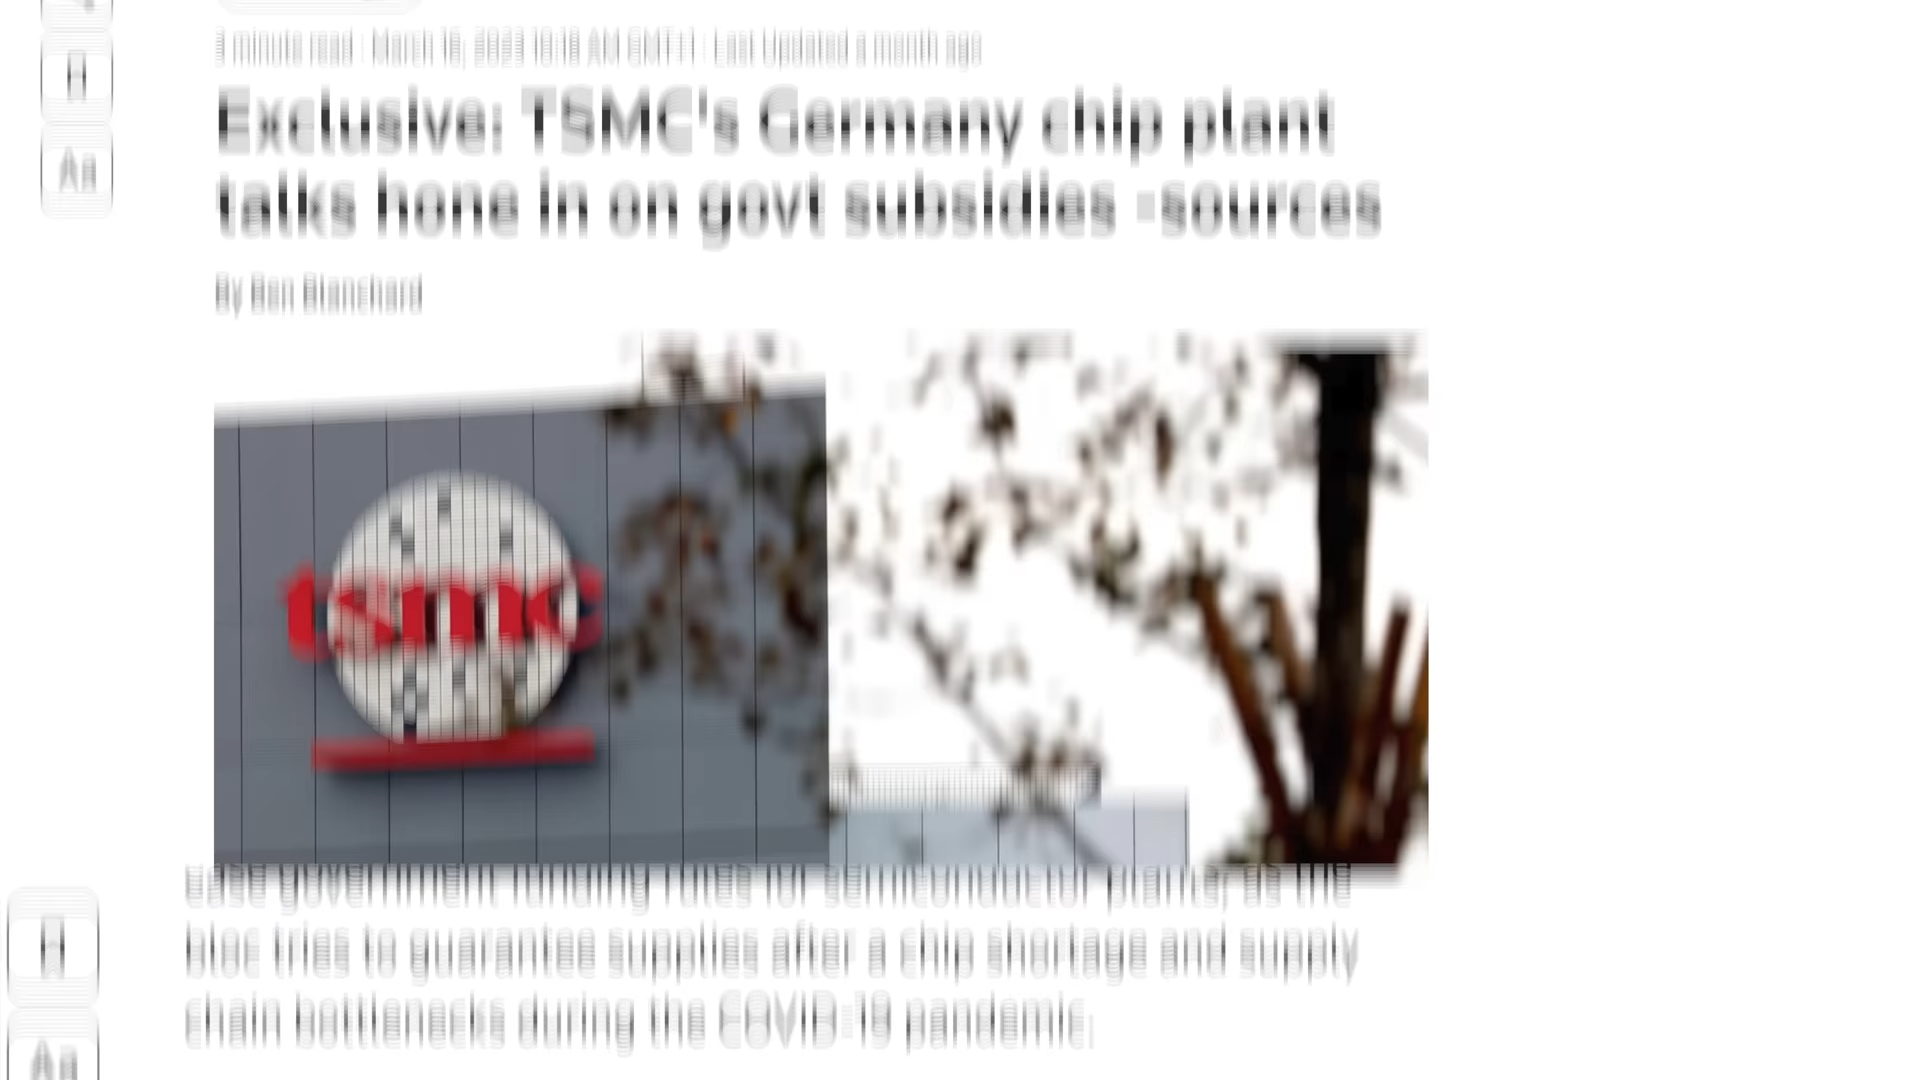 H
Aa
3 minute read March 16, 2023 10:18 AM GMT+1 Last Updated a month ago
Exclusive: TSMC's Germany chip plant
talks hone in on govt subsidies -sources
By Ben Blanchard
tsmc
ease government funding rules for semiconductor plants, as the
bloc tries to guarantee supplies after a chip shortage and supply
chain bottlenecks during the COVID-19 pandemic.
H
Aa